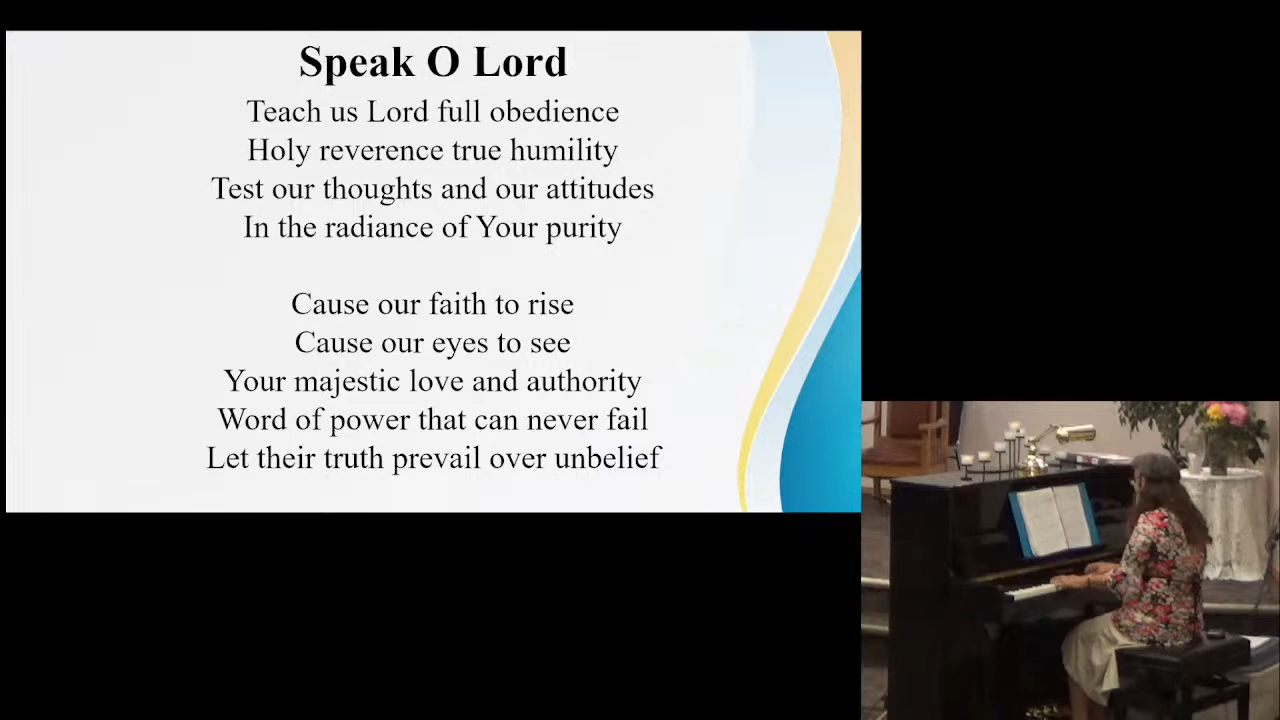 Speak O Lord
Teach us Lord full obedience
Holy reverence true humility
Test our thoughts and our attitudes
In the radiance of Your purity
Cause our faith to rise
Cause our eyes to see
Your majestic love and authority
Word of power that can never fail
Let their truth prevail over unbelief